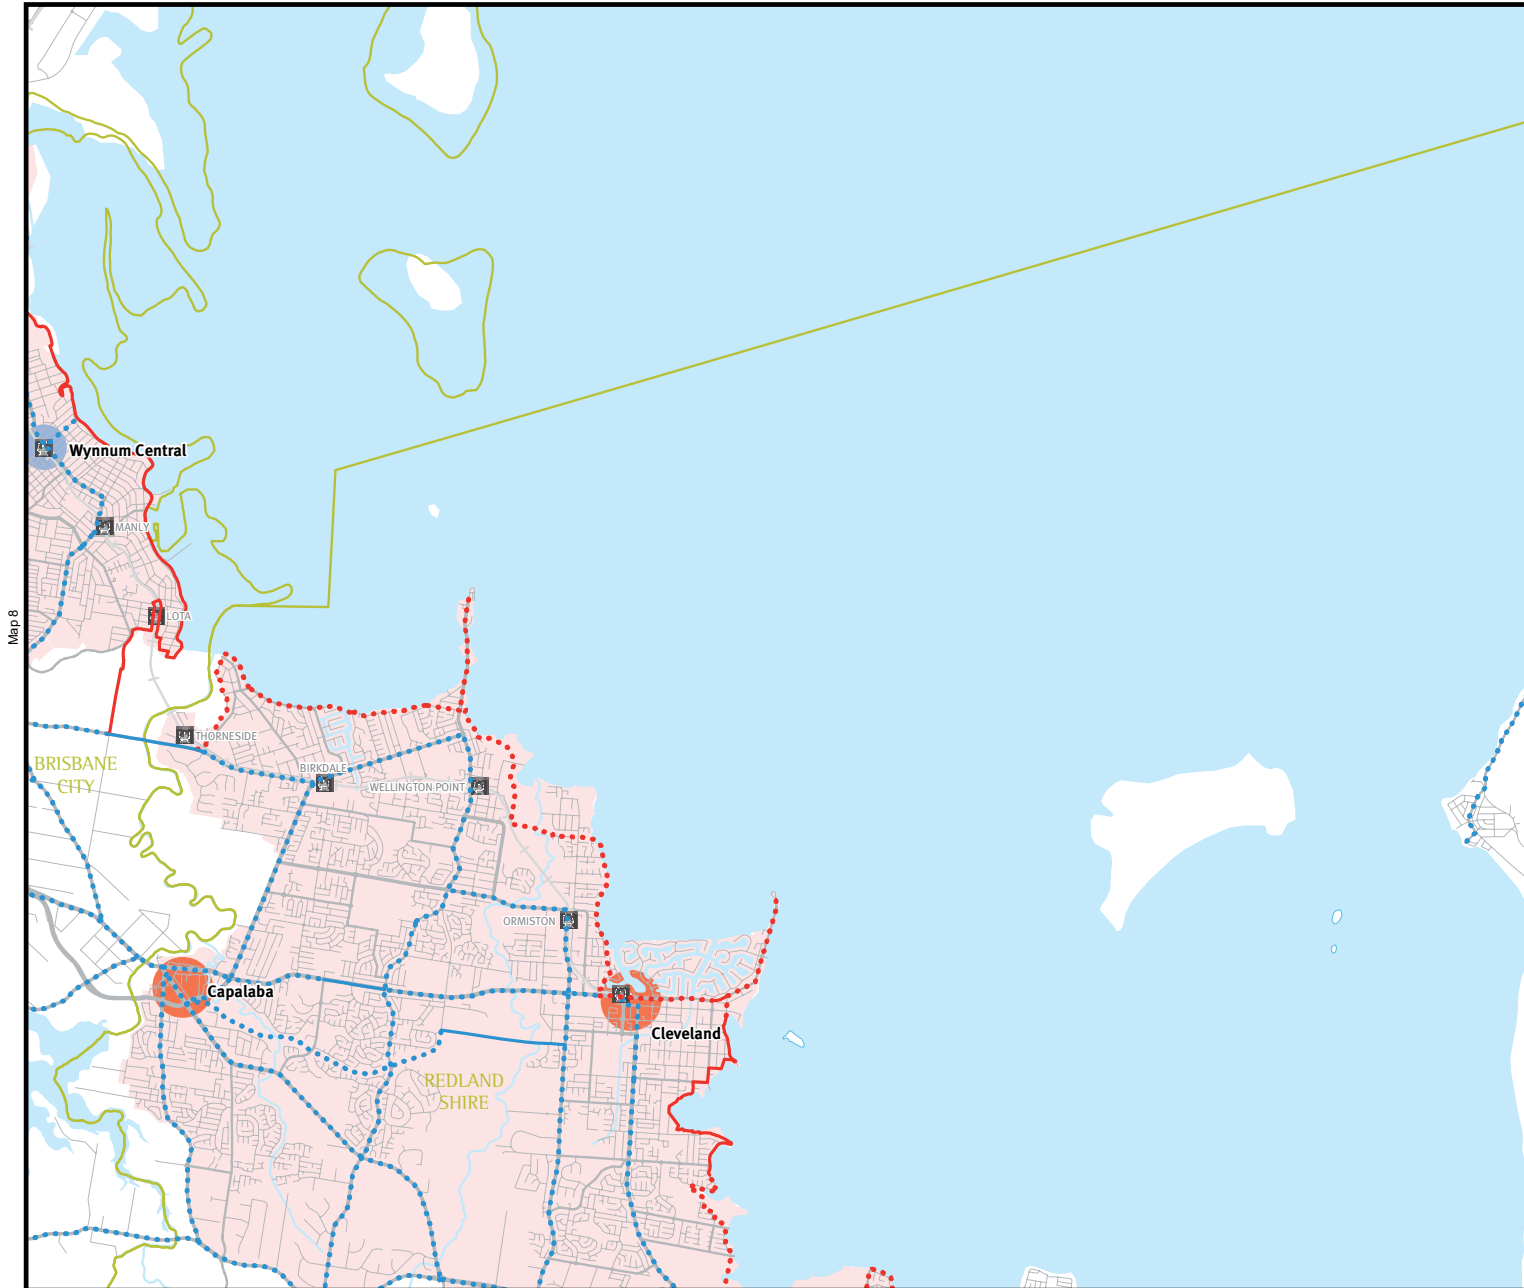 Wynnum Central
MANLY
Map 8
LOTA
THORNESIDE
BRISBANE
CITY
BIRKDALE
WELLINGTON POINT
ORMISTON
Capalaba
Cleveland
REDLAND
SHIRE